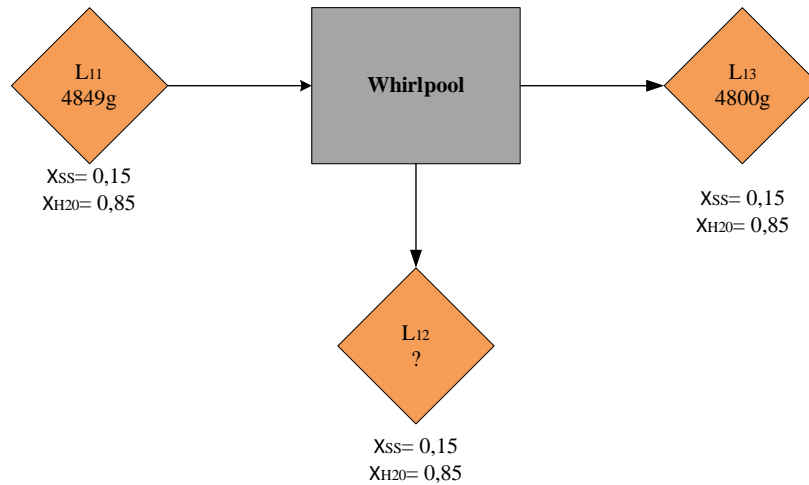 L11
4849g
XSS= 0,15
XH20= 0,85
Whirlpool
L13
4800g
XSS= 0,15
XH20= 0,85
L12
?
XSS= 0,15
XH20= 0,85